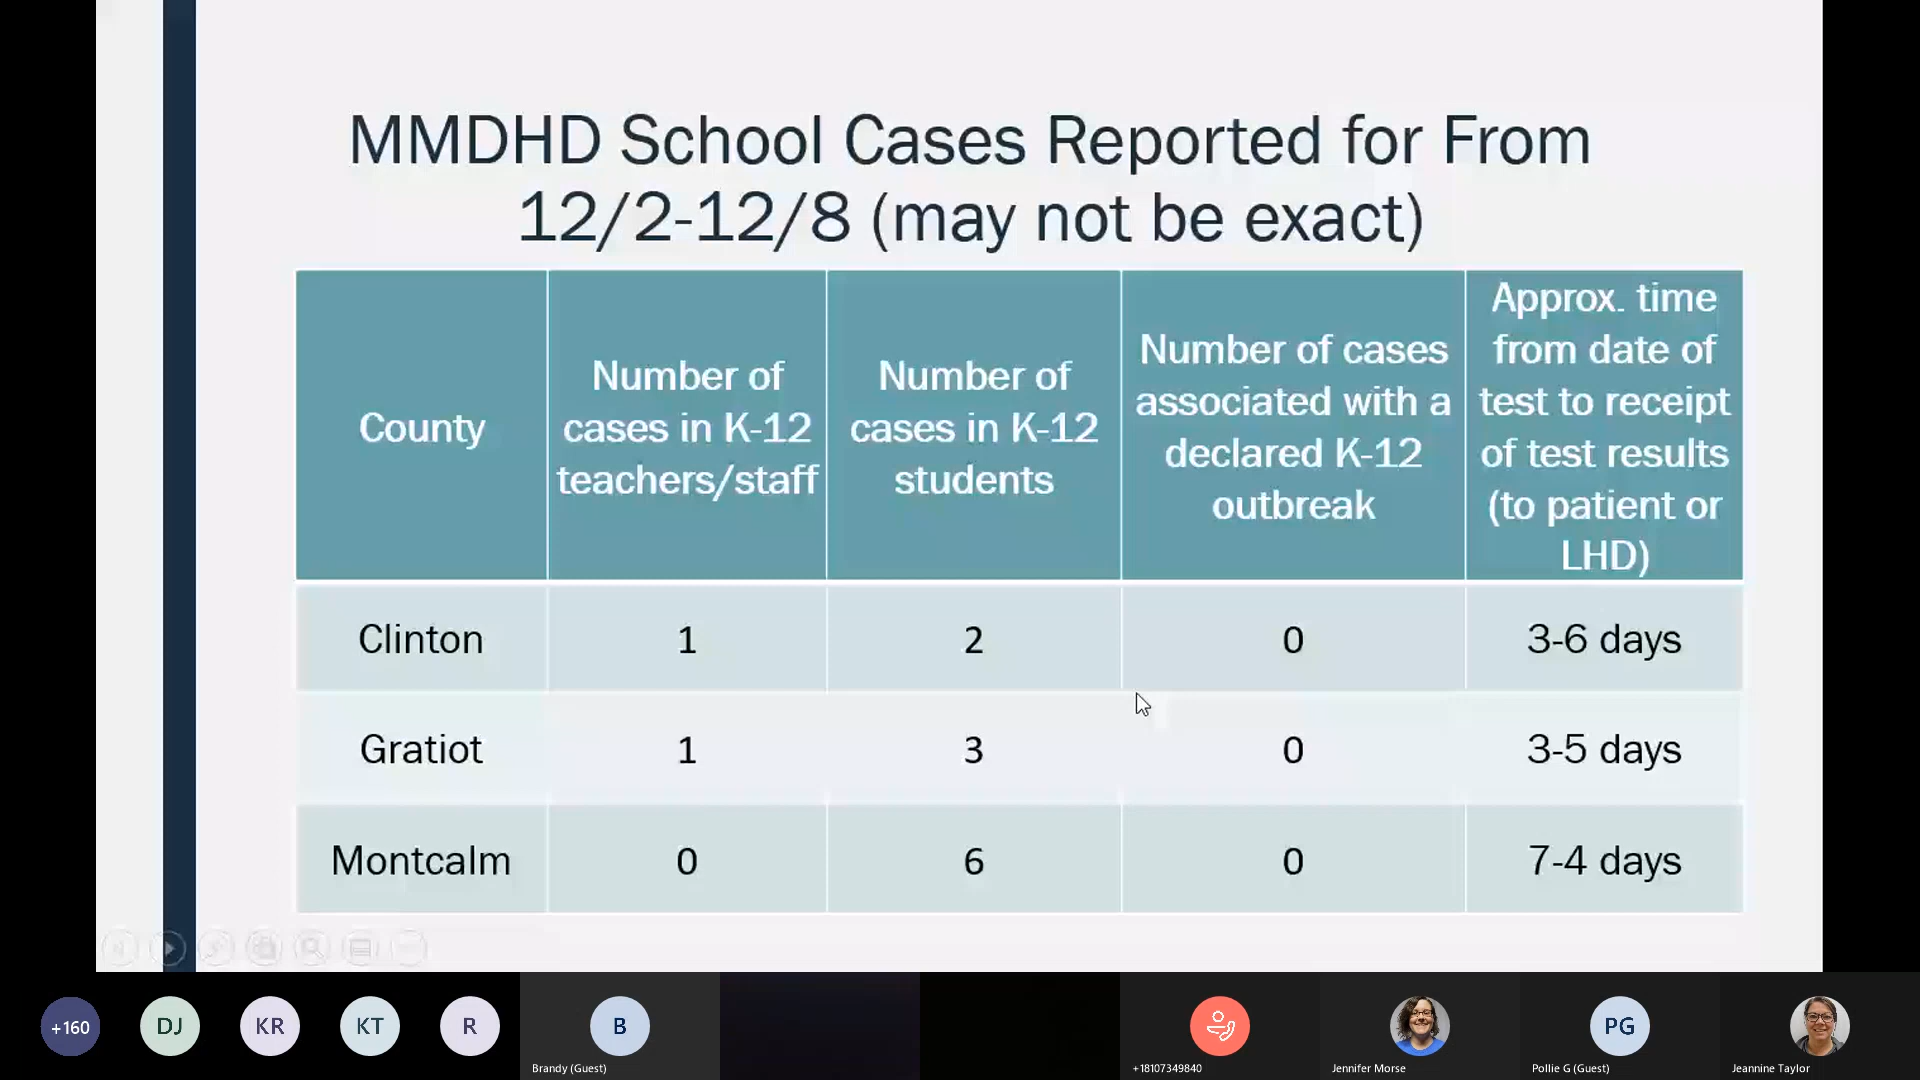 MMDHD School Cases Reported for From
12/2-12/8 (may not be exact)
County
Number of
cases in K-12
teachers/staff
Number of
cases in K-12
students
Number of cases
associated with a
declared K-12
outbreak
Approx. time
from date of
test to receipt
of test results
(to patient or
LHD)
Clinton 1 2 0 3-6 days
Gratiot 1 3 0 3-5 days
Montcalm 0 6 0 7-4 days
+160 DJ KR KT R B PG
Brandy (Guest) +18107349840 Jennifer Morse Pollie G (Guest) Jeannine Taylor